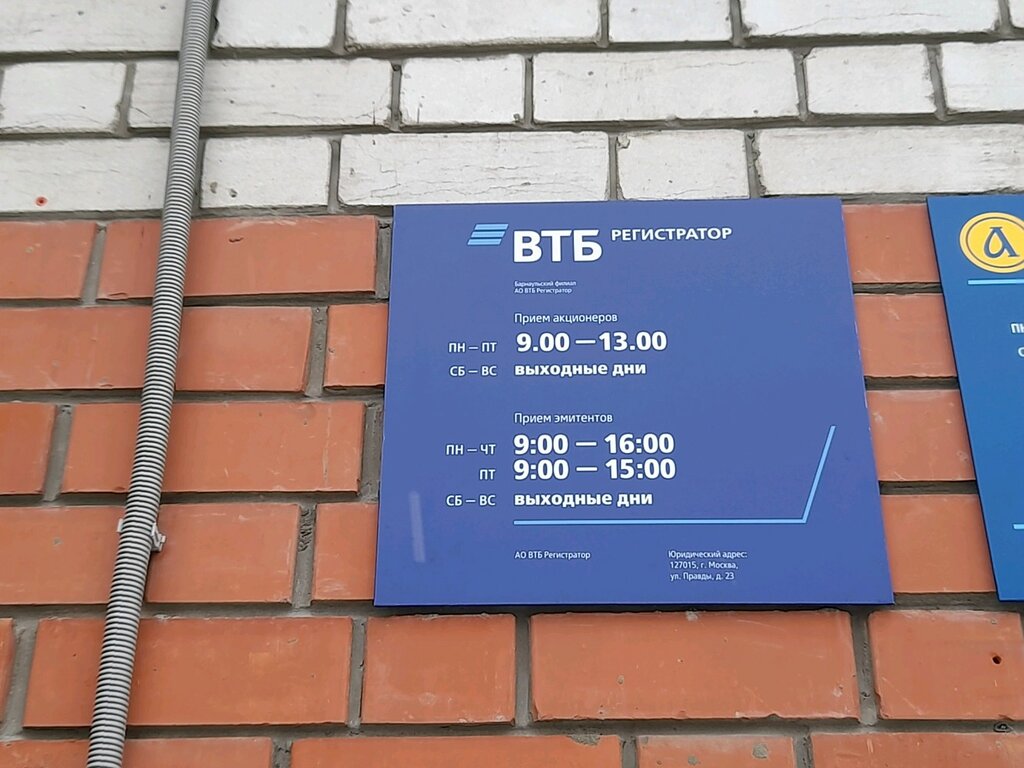 ВТБ РЕГИСТРАТОР
Барнаульский филиал
АО ВТБ Регистратор
Прием акционеров
ПН — ПТ 9.00 — 13.00
СБ — ВС выходные дни
Прием эмитентов
ПН — ЧТ 9:00 — 16:00
ПТ 9:00 — 15:00
СБ — ВС выходные дни
АО ВТБ Регистратор
Юридический адрес:
127015, г. Москва,
ул. Правды, д. 23